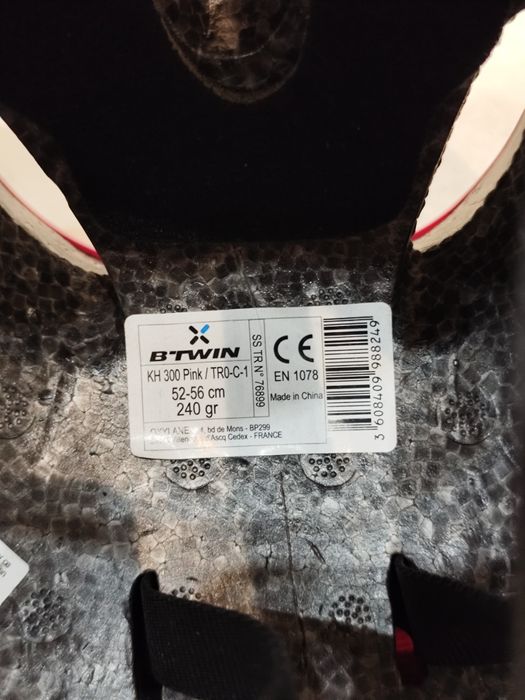 B'TWIN
KH 300 Pink / TR0-C-1
52-56 cm
240 gr
SS TR N° 76899
CE
EN 1078
Made in China
3 608409 988249
bd de Mons - BP299
d'Ascq Cedex - FRANCE